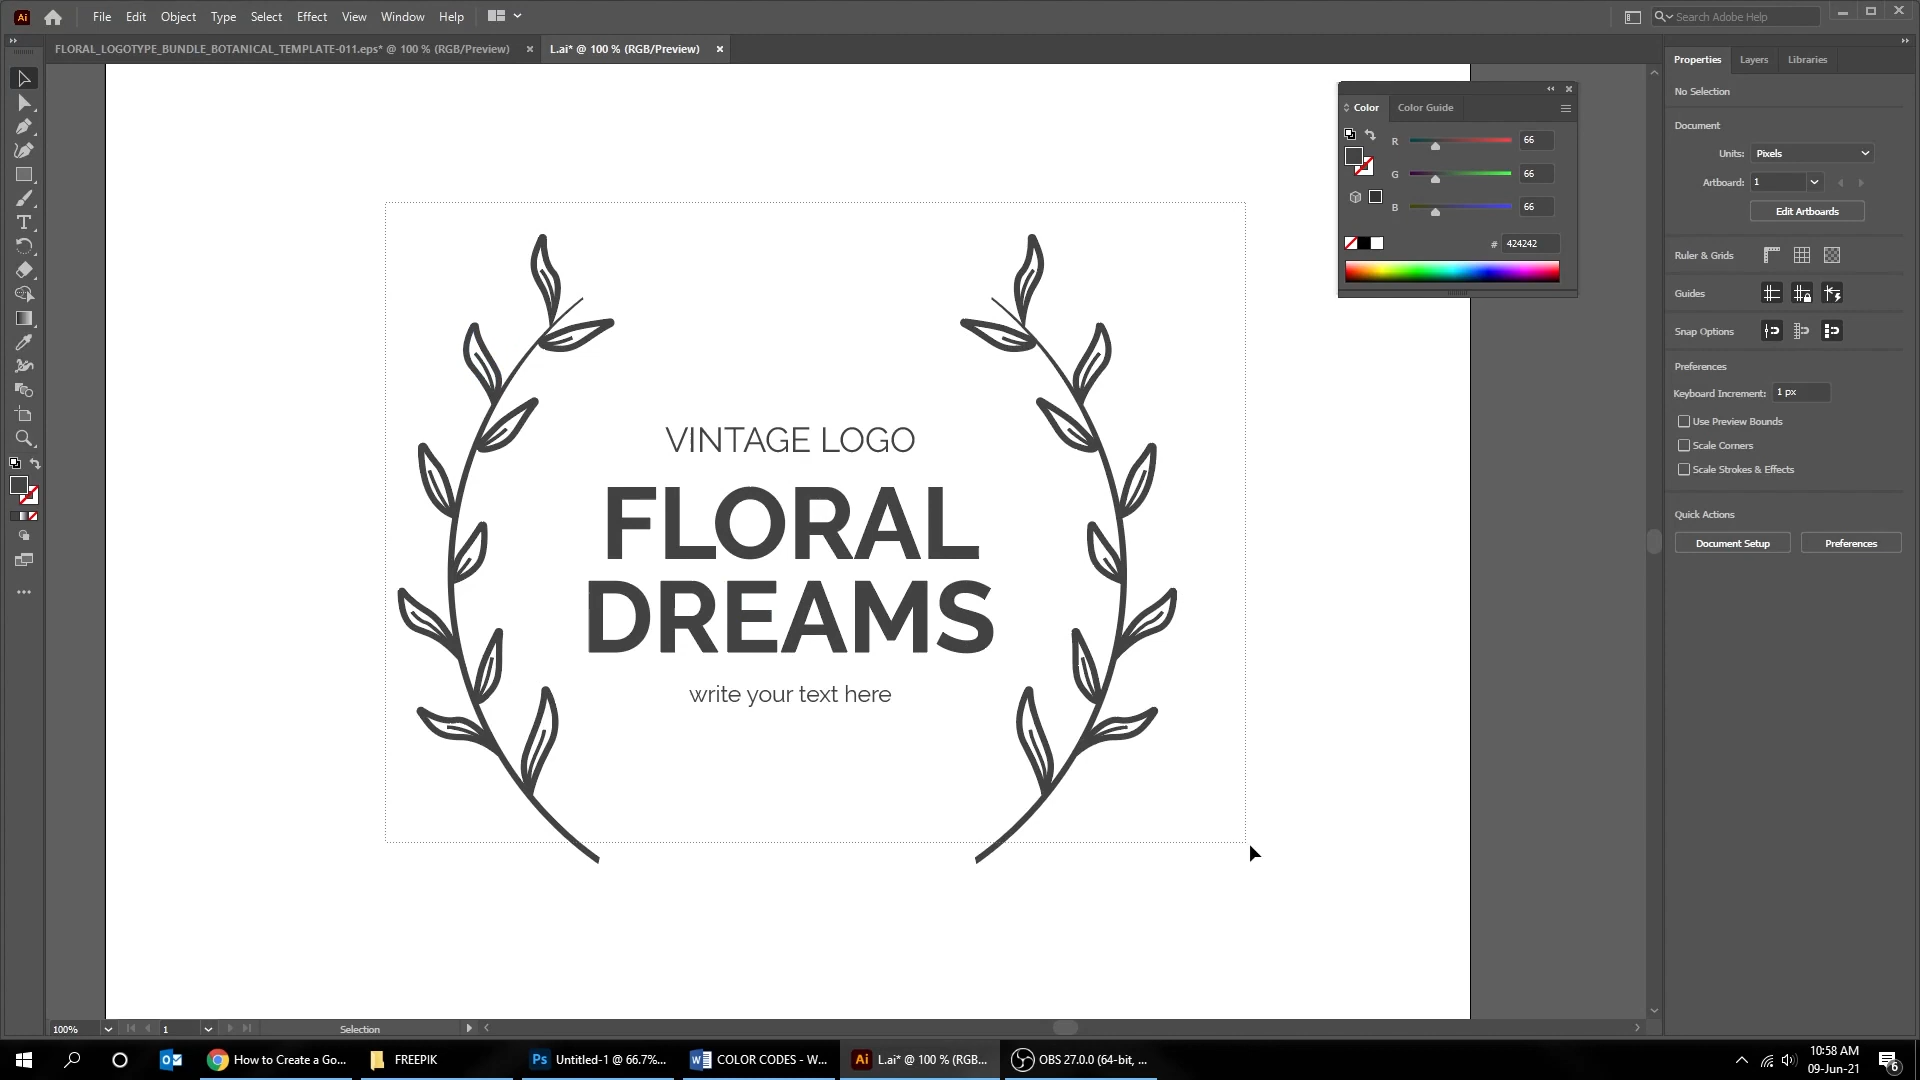 Ai File Edit Object Type Select Effect View Window Help Search Adobe Help
FLORAL_LOGOTYPE_BUNDLE_BOTANICAL_TEMPLATE-011.eps* @ 100 % (RGB/Preview) L.ai* @ 100 % (RGB/Preview)
Properties Layers Libraries
No Selection
Document
Units: Pixels
Artboard: 1
Edit Artboards
Ruler & Grids
Guides
Snap Options
Preferences
Keyboard Increment: 1 px
Use Preview Bounds
Scale Corners
Scale Strokes & Effects
Quick Actions
Document Setup Preferences
Color Color Guide
R 66
G 66
B 66
# 424242
VINTAGE LOGO
FLORAL
DREAMS
write your text here
100% 1 Selection
How to Create a Go... FREEPIK Ps Untitled-1 @ 66.7%... COLOR CODES - W... Ai L.ai* @ 100 % (RGB... OBS 27.0.0 (64-bit, ...
10:58 AM
09-Jun-21
6